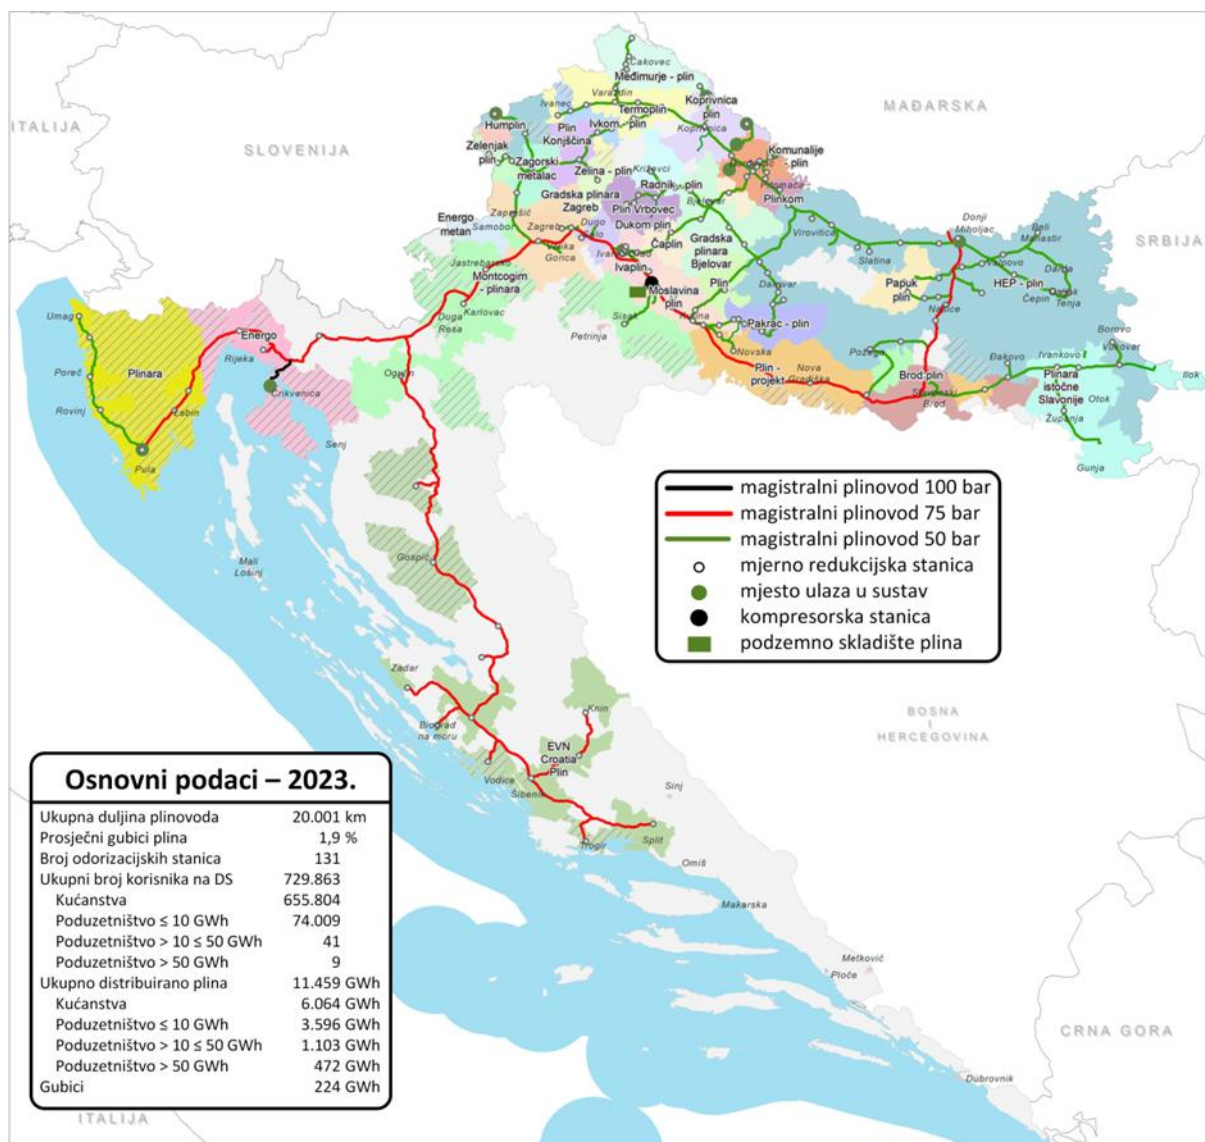 ITALIJA
SLOVENIJA
MAĐARSKA
SRBIJA
Čakovec
Međimurje - plin
Varaždin
Ivanec
Termoplin
Koprivnica
plin
Koprivnica
Humplin
Plin
Konjščina
Ivkom - plin
Zelenjak
plin
Zagorski
metalac
Zelina - plin
Križevci
Komunalije
- plin
Radnik - plin
Pitomača
Plinkom
Gradska plinara
Zagreb
Plin Vrbovec
Bjelovar
Dukom plin
Zaprešić
Energo
metan
Samobor
Zagreb
Dugo
Selo
Velika
Gorica
Čaplin
Gradska
plinara
Bjelovar
Virovitica
Slatina
Donji
Miholjac
Beli
Manastir
Valpovo
Darda
HEP - plin
Osijek
Čepin
Tenja
Jastrebarsko
Montcogim
- plinara
Ivaplin
Moslavina
plin
Plin
Daruvar
Papuk
plin
Našice
Karlovac
Duga
Resa
Sisak
Petrinja
Kutina
Pakrac - plin
Novska
Požega
Borovo
Vukovar
Đakovo
Ivankovo
Ilok
Umag
Energo
Rijeka
Plinara
Poreč
Rovinj
Labin
Crikvenica
Pula
Ogulin
Senj
Plin -
projekt
Nova
Gradiška
Brod plin
Slavonski
Brod
Plinara
istočne
Slavonije
Otok
Županja
Gunja
Mali
Lošinj
Gospić
magistralni plinovod 100 bar
magistralni plinovod 75 bar
magistralni plinovod 50 bar
mjerno redukcijska stanica
mjesto ulaza u sustav
kompresorska stanica
podzemno skladište plina
Zadar
Biograd
na moru
Knin
EVN
Croatia
Plin
Vodice
Šibenik
Sinj
Trogir
Split
Omiš
Makarska
Metković
Ploče
Dubrovnik
BOSNA
I
HERCEGOVINA
CRNA GORA
Osnovni podaci – 2023.
Ukupna duljina plinovoda 20.001 km
Prosječni gubici plina 1,9 %
Broj odorizacijskih stanica 131
Ukupni broj korisnika na DS 729.863
Kućanstva 655.804
Poduzetništvo ≤ 10 GWh 74.009
Poduzetništvo > 10 ≤ 50 GWh 41
Poduzetništvo > 50 GWh 9
Ukupno distribuirano plina 11.459 GWh
Kućanstva 6.064 GWh
Poduzetništvo ≤ 10 GWh 3.596 GWh
Poduzetništvo > 10 ≤ 50 GWh 1.103 GWh
Poduzetništvo > 50 GWh 472 GWh
Gubici 224 GWh
ITALIJA